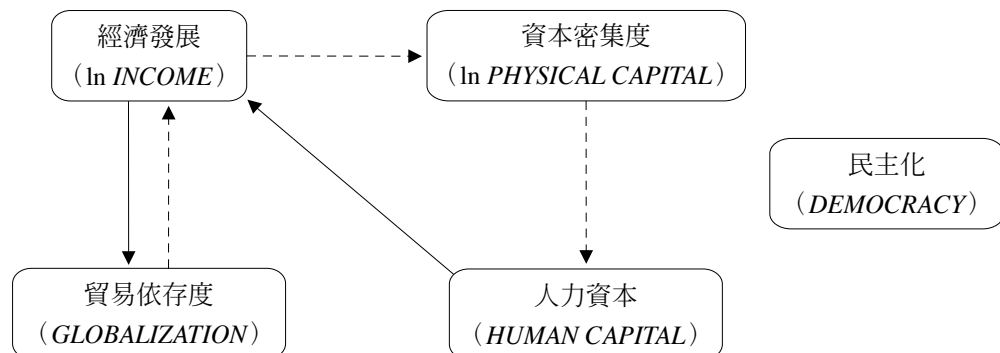 經濟發展
（ln INCOME）
資本密集度
（ln PHYSICAL CAPITAL）
民主化
（DEMOCRACY）
貿易依存度
（GLOBALIZATION）
人力資本
（HUMAN CAPITAL）